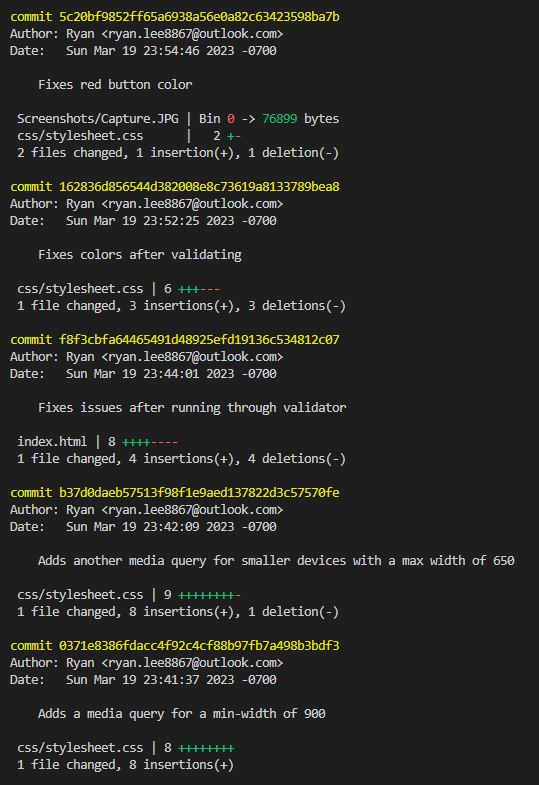 commit 5c20bf9852ff65a6938a56e0a82c63423598ba7b
Author: Ryan <ryan.lee8867@outlook.com>
Date:   Sun Mar 19 23:54:46 2023 -0700

    Fixes red button color

 Screenshots/Capture.JPG | Bin 0 -> 76899 bytes
 css/stylesheet.css      |   2 +-
 2 files changed, 1 insertion(+), 1 deletion(-)

commit 162836d856544d382008e8c73619a8133789bea8
Author: Ryan <ryan.lee8867@outlook.com>
Date:   Sun Mar 19 23:52:25 2023 -0700

    Fixes colors after validating

 css/stylesheet.css | 6 +++---
 1 file changed, 3 insertions(+), 3 deletions(-)

commit f8f3cbfa64465491d48925efd19136c534812c07
Author: Ryan <ryan.lee8867@outlook.com>
Date:   Sun Mar 19 23:44:01 2023 -0700

    Fixes issues after running through validator

 index.html | 8 ++++----
 1 file changed, 4 insertions(+), 4 deletions(-)

commit b37d0daeb57513f98f1e9aed137822d3c57570fe
Author: Ryan <ryan.lee8867@outlook.com>
Date:   Sun Mar 19 23:42:09 2023 -0700

    Adds another media query for smaller devices with a max width of 650

 css/stylesheet.css | 9 ++++++++-
 1 file changed, 8 insertions(+), 1 deletion(-)

commit 0371e8386fdacc4f92c4cf88b97fb7a498b3bdf3
Author: Ryan <ryan.lee8867@outlook.com>
Date:   Sun Mar 19 23:41:37 2023 -0700

    Adds a media query for a min-width of 900

 css/stylesheet.css | 8 ++++++++
 1 file changed, 8 insertions(+)